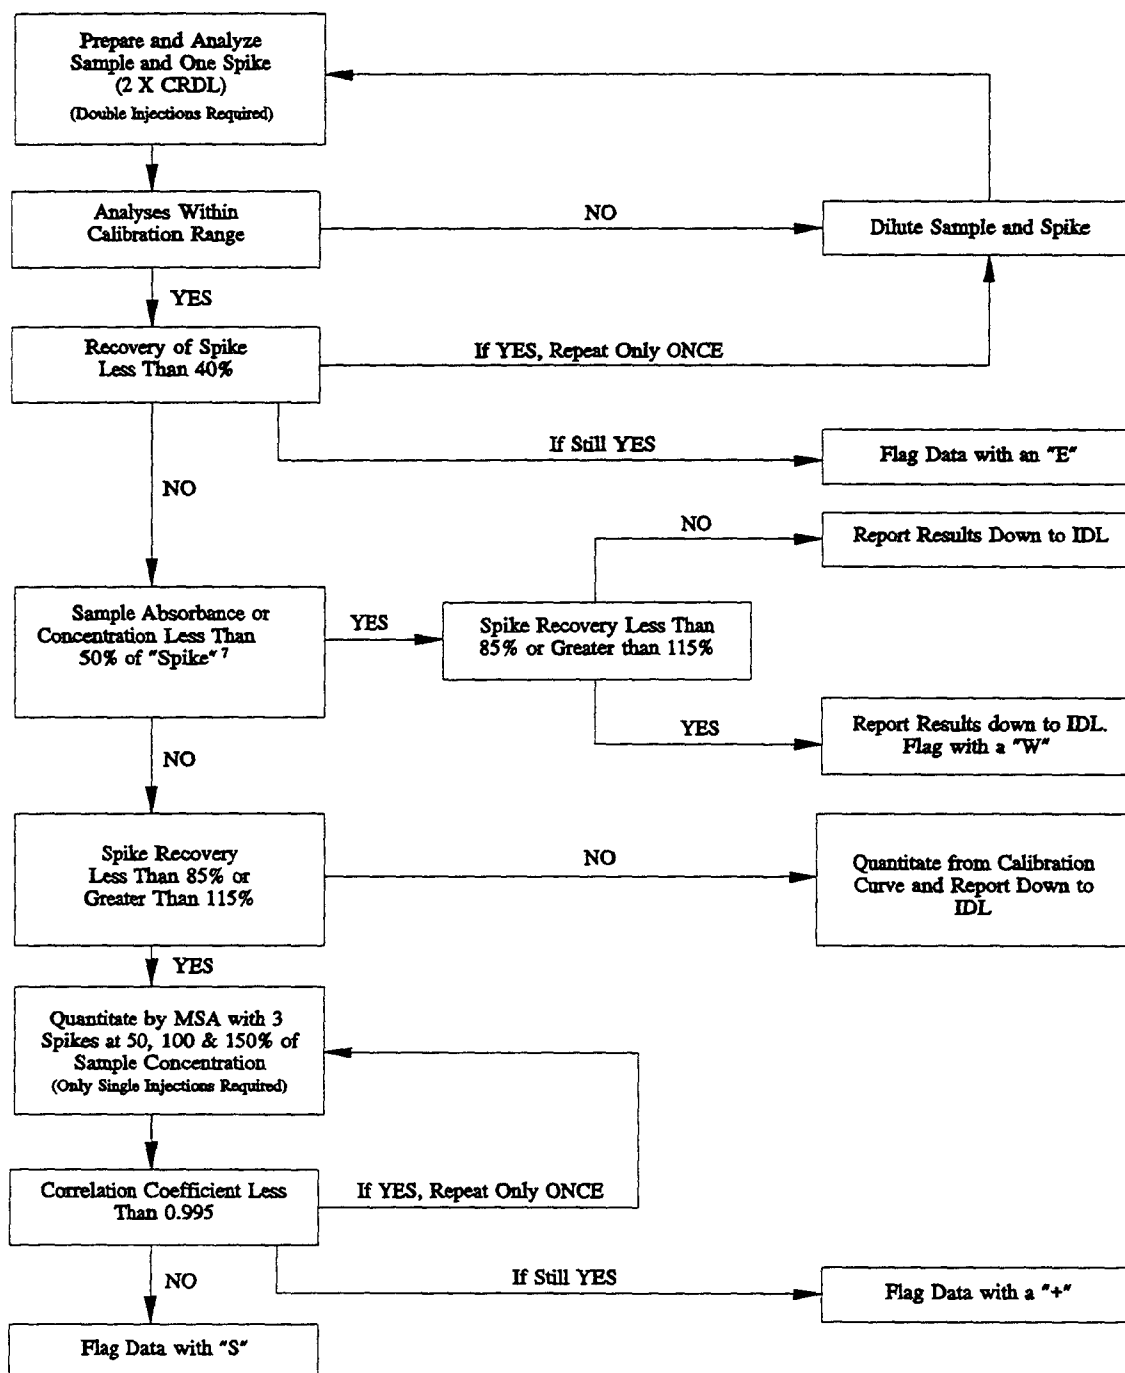 Prepare and Analyze
Sample and One Spike
(2 X CRDL)
(Double Injections Required)
Analyses Within
Calibration Range
NO
Dilute Sample and Spike
YES
Recovery of Spike
Less Than 40%
If YES, Repeat Only ONCE
If Still YES
Flag Data with an "E"
NO
NO
Report Results Down to IDL
Sample Absorbance or
Concentration Less Than
50% of "Spike" 7
YES
Spike Recovery Less Than
85% or Greater than 115%
YES
Report Results down to IDL.
Flag with a "W"
NO
Spike Recovery
Less Than 85% or
Greater Than 115%
NO
Quantitate from Calibration
Curve and Report Down to
IDL
YES
Quantitate by MSA with 3
Spikes at 50, 100 & 150% of
Sample Concentration
(Only Single Injections Required)
Correlation Coefficient Less
Than 0.995
If YES, Repeat Only ONCE
NO
If Still YES
Flag Data with a "+"
Flag Data with "S"